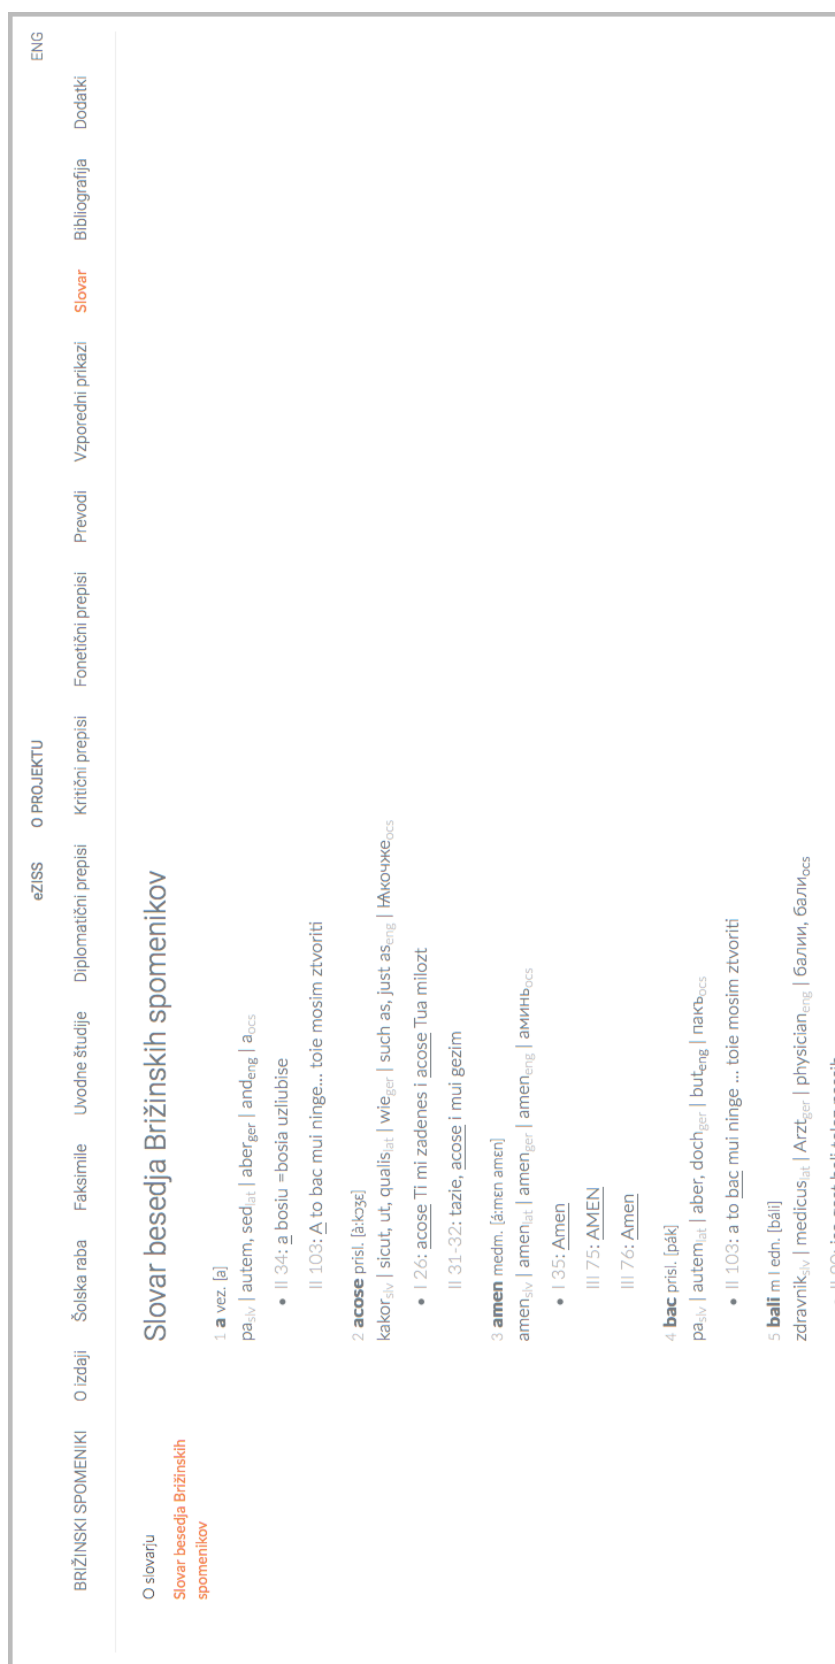 eZISS O PROJEKTU ENG
BRIŽINSKI SPOMENIKI O izdaji Šolska raba Faksimile Uvodne študije Diplomatični prepisi Kritični prepisi Fonetični prepisi Prevodi Vzporedni prikazi Slovar Bibliografija Dodatki
O slovarju
Slovar besedja Brižinskih
spomenikov
Slovar besedja Brižinskih spomenikov
1 a vez. [a]
paslv | autem, sedlat | aberger | andeng | aocs
• II 34: a bosiu =bosia uzliubise
II 103: A to bac mui ninge... toie mosim ztvoriti
2 acose prisl. [à:kɔʒɛ]
kakorslv | sicut, ut, qualislat | wieger | such as, just aseng | Ꙗкочжеocs
• I 26: acose Ti mi zadenes i acose Tua milozt
II 31-32: tazie, acose i mui gezim
3 amen medm. [á:mɛn amɛn]
amenslv | amenlat | amenger | ameneng | аминьocs
• I 35: Amen
III 75: AMEN
III 76: Amen
4 bac prisl. [pák]
paslv | autemlat | aber, dochger | buteng | пакъocs
• II 103: a to bac mui ninge ... toie mosim ztvoriti
5 bali m I edn. [báli]
zdravnikslv | medicuslat | Arztger | physicianeng | балии, балиocs